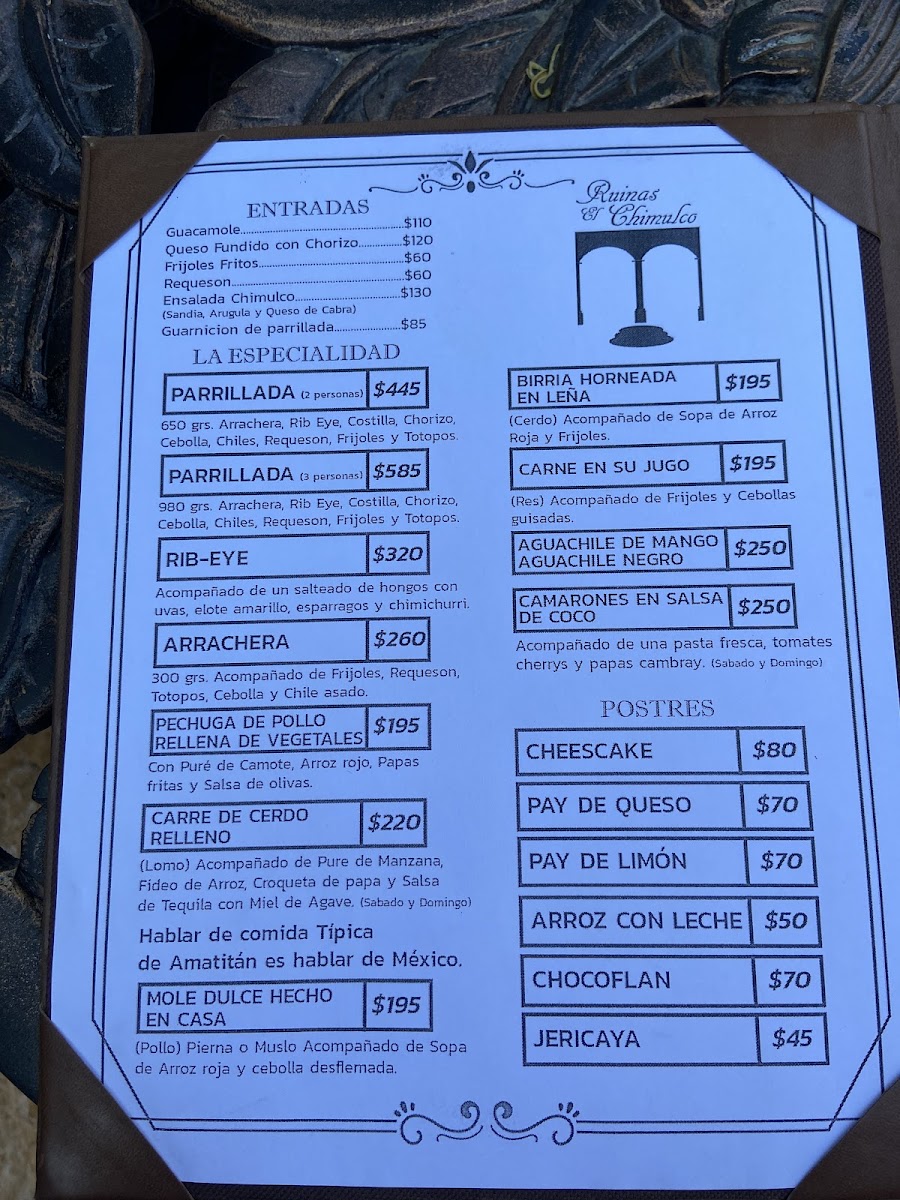 ENTRADAS
Guacamole..............................................$110
Queso Fundido con Chorizo............$120
Frijoles Fritos.........................................$60
Requeson.................................................$60
Ensalada Chimulco..............................$130
(Sandia, Arugula y Queso de Cabra)
Guarnicion de parrillada.......................$85
LA ESPECIALIDAD
PARRILLADA (2 personas) $445
650 grs. Arrachera, Rib Eye, Costilla, Chorizo,
Cebolla, Chiles, Requeson, Frijoles y Totopos.
PARRILLADA (3 personas) $585
980 grs. Arrachera, Rib Eye, Costilla, Chorizo,
Cebolla, Chiles, Requeson, Frijoles y Totopos.
RIB-EYE $320
Acompañado de un salteado de hongos con
uvas, elote amarillo, esparragos y chimichurri.
ARRACHERA $260
300 grs. Acompañado de Frijoles, Requeson,
Totopos, Cebolla y Chile asado.
PECHUGA DE POLLO
RELLENA DE VEGETALES $195
Con Puré de Camote, Arroz rojo, Papas
fritas y Salsa de olivas.
CARRE DE CERDO
RELLENO $220
(Lomo) Acompañado de Pure de Manzana,
Fideo de Arroz, Croqueta de papa y Salsa
de Tequila con Miel de Agave. (Sabado y Domingo)
Hablar de comida Típica
de Amatitán es hablar de México.
MOLE DULCE HECHO
EN CASA $195
(Pollo) Pierna o Muslo Acompañado de Sopa
de Arroz roja y cebolla desflemada.
Ruinas
El Chimulco
BIRRIA HORNEADA
EN LEÑA $195
(Cerdo) Acompañado de Sopa de Arroz
Roja y Frijoles.
CARNE EN SU JUGO $195
(Res) Acompañado de Frijoles y Cebollas
guisadas.
AGUACHILE DE MANGO
AGUACHILE NEGRO $250
CAMARONES EN SALSA
DE COCO $250
Acompañado de una pasta fresca, tomates
cherrys y papas cambray. (Sabado y Domingo)
POSTRES
CHEESCAKE $80
PAY DE QUESO $70
PAY DE LIMÓN $70
ARROZ CON LECHE $50
CHOCOFLAN $70
JERICAYA $45